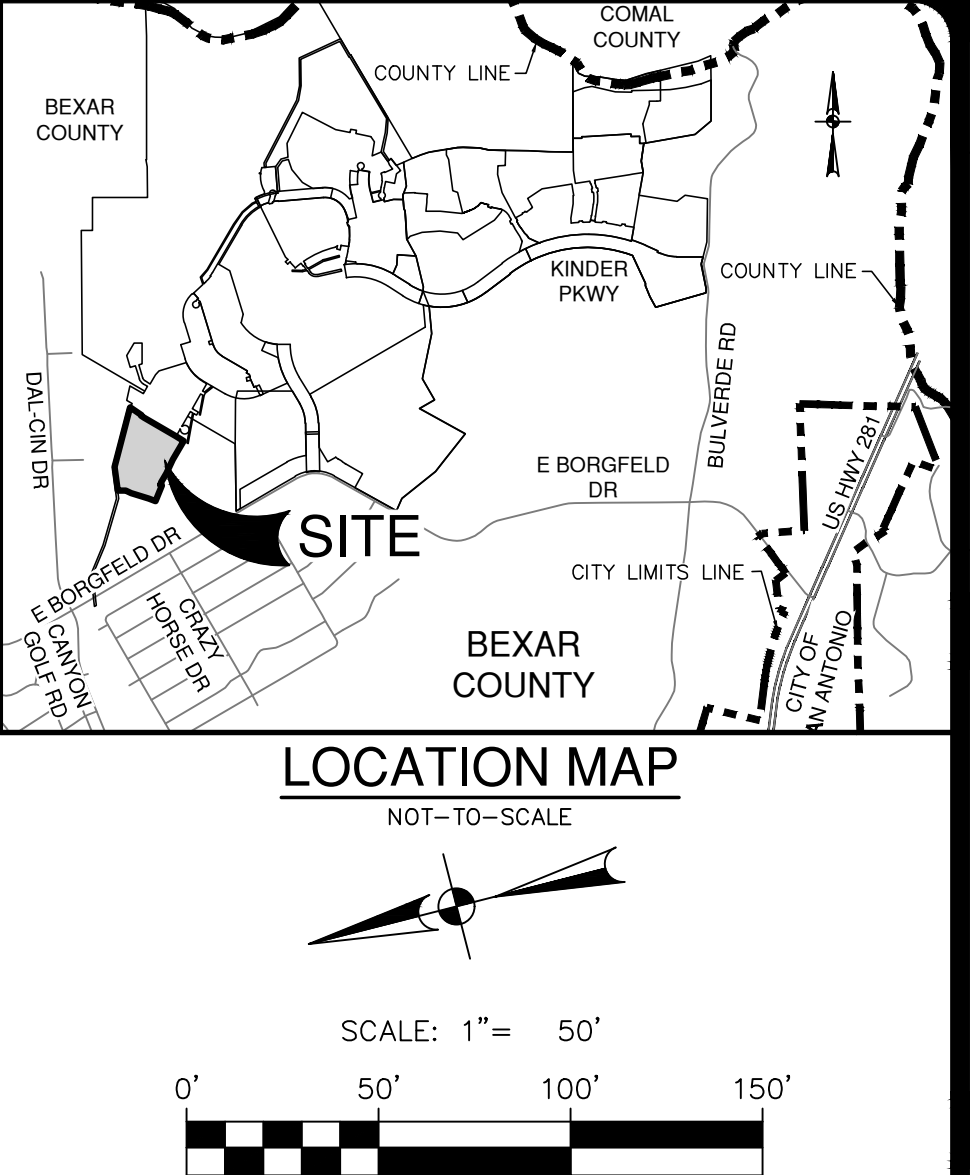 COMAL
COUNTY
COUNTY LINE
BEXAR
COUNTY
KINDER
PKWY
COUNTY LINE
DAL-CIN DR
BULVERDE RD
US HWY 281
E BORGFELD
DR
SITE
CITY LIMITS LINE
E BORGFELD DR
CRAZY
HORSE DR
E CANYON
GOLF RD
BEXAR
COUNTY
CITY OF
AN ANTONIO
LOCATION MAP
NOT-TO-SCALE
SCALE: 1"= 50'
0' 50' 100' 150'